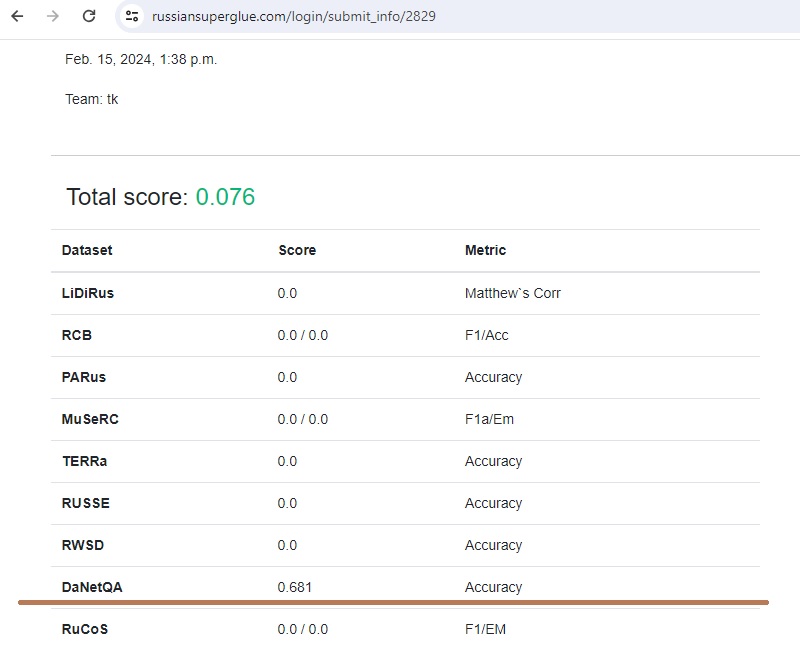 russiansuperglue.com/login/submit_info/2829
Feb. 15, 2024, 1:38 p.m.
Team: tk
Total score: 0.076
Dataset Score Metric
LiDiRus 0.0 Matthew`s Corr
RCB 0.0 / 0.0 F1/Acc
PARus 0.0 Accuracy
MuSeRC 0.0 / 0.0 F1a/Em
TERRa 0.0 Accuracy
RUSSE 0.0 Accuracy
RWSD 0.0 Accuracy
DaNetQA 0.681 Accuracy
RuCoS 0.0 / 0.0 F1/EM